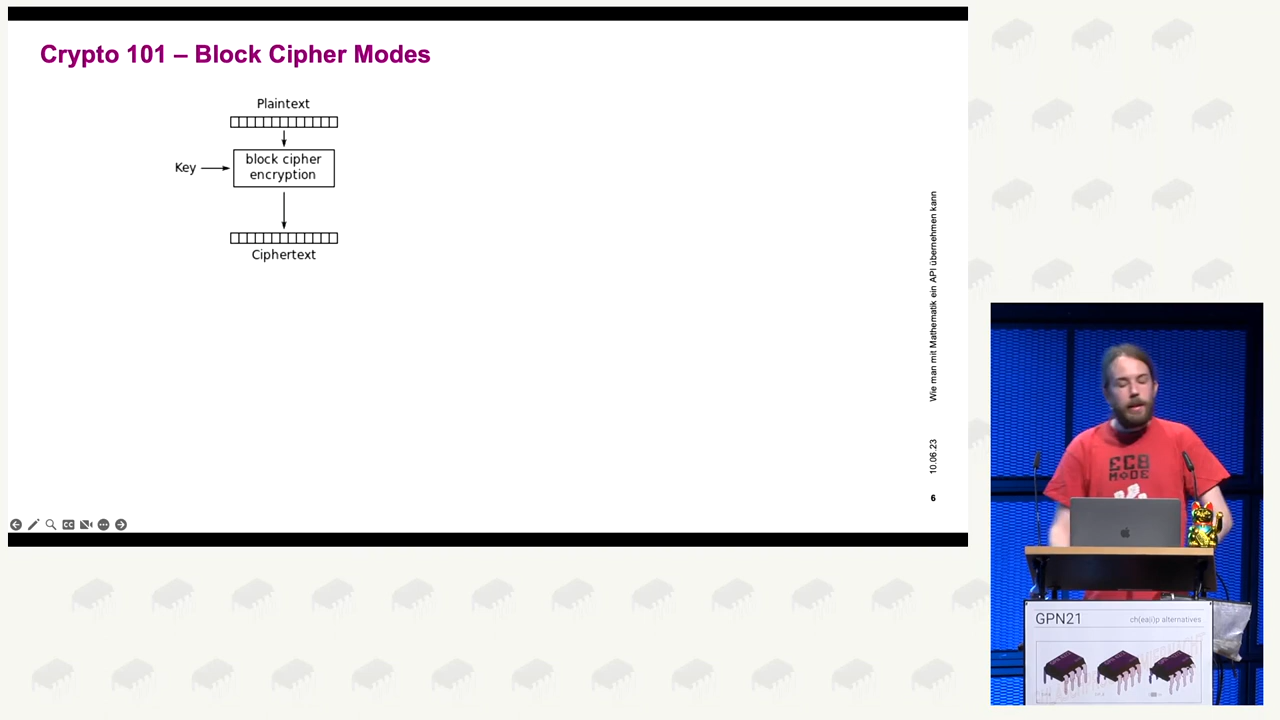 Crypto 101 – Block Cipher Modes
Plaintext
Key
block cipher
encryption
Ciphertext
Wie man mit Mathematik ein API übernehmen kann
10.06.23
6
CC
ECB
MODE
GPN21
ch(ea|i)p alternatives